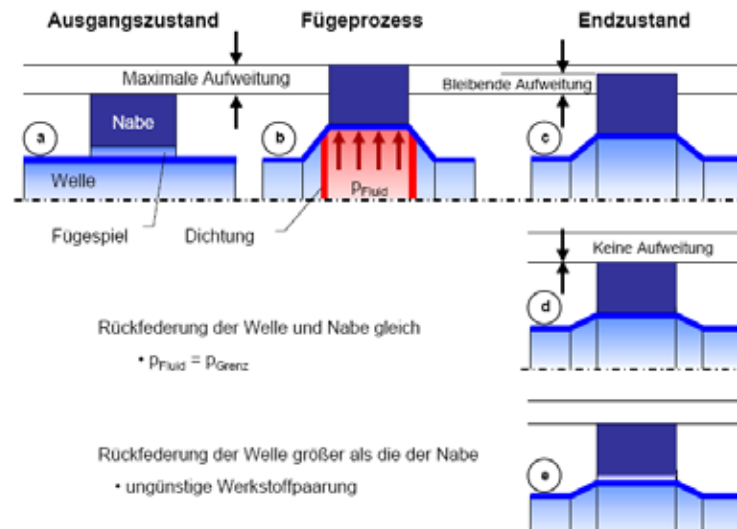 Ausgangszustand
Fügeprozess
Endzustand
Maximale Aufweitung
Bleibende Aufweitung
a
Nabe
b
c
Welle
pFluid
Fügespiel
Dichtung
Keine Aufweitung
d
Rückfederung der Welle und Nabe gleich
• pFluid = pGrenz
Rückfederung der Welle größer als die der Nabe
• ungünstige Werkstoffpaarung
e